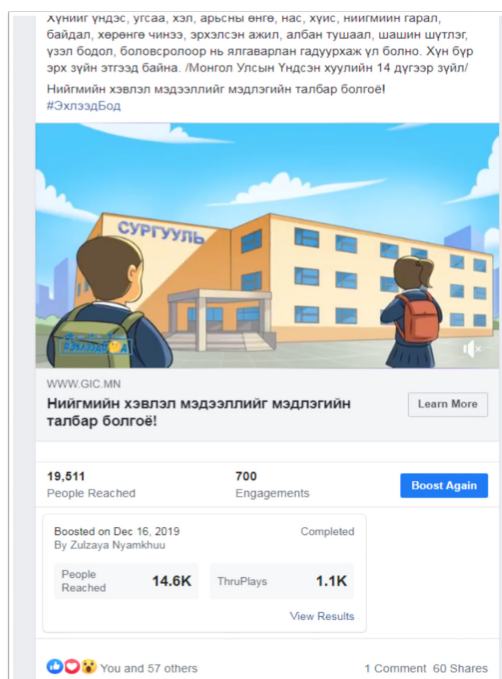 Хүнийг үндэс, угсаа, хэл, арьсны өнгө, нас, хүйс, нийгмийн гарал,
байдал, хөрөнгө чинээ, эрхэлсэн ажил, албан тушаал, шашин шүтлэг,
үзэл бодол, боловсролоор нь ялгаварлан гадуурхаж үл болно. Хүн бүр
эрх зүйн этгээд байна. /Монгол Улсын Үндсэн хуулийн 14 дүгээр зүйл/
Нийгмийн хэвлэл мэдээллийг мэдлэгийн талбар болгоё!
#ЭхлээдБод
СУРГУУЛЬ
WWW.GIC.MN
Нийгмийн хэвлэл мэдээллийг мэдлэгийн
талбар болгоё!
Learn More
19,511
People Reached
700
Engagements
Boost Again
Boosted on Dec 16, 2019
By Zulzaya Nyamkhuu
Completed
People
Reached
14.6K
ThruPlays
1.1K
View Results
You and 57 others
1 Comment 60 Shares